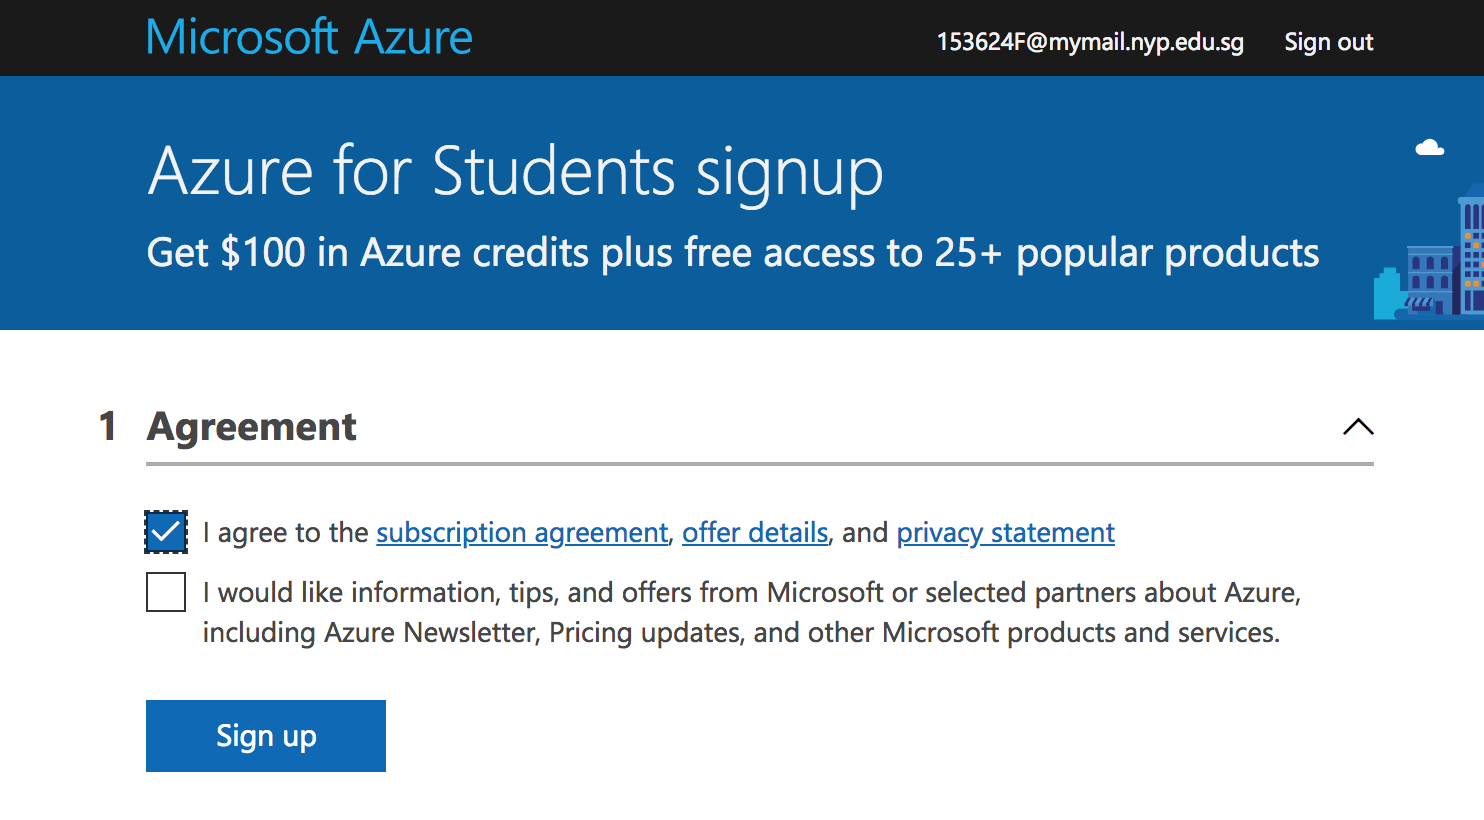 Microsoft Azure
153624F@mymail.nyp.edu.sg Sign out
Azure for Students signup
Get $100 in Azure credits plus free access to 25+ popular products
1 Agreement
I agree to the subscription agreement, offer details, and privacy statement
I would like information, tips, and offers from Microsoft or selected partners about Azure,
including Azure Newsletter, Pricing updates, and other Microsoft products and services.
Sign up